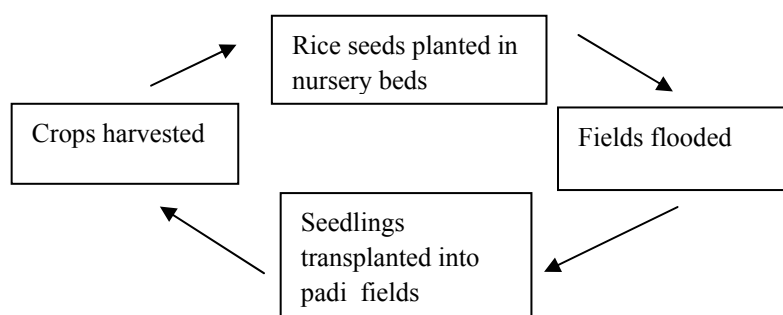 Rice seeds planted in
nursery beds
Fields flooded
Seedlings
transplanted into
padi fields
Crops harvested